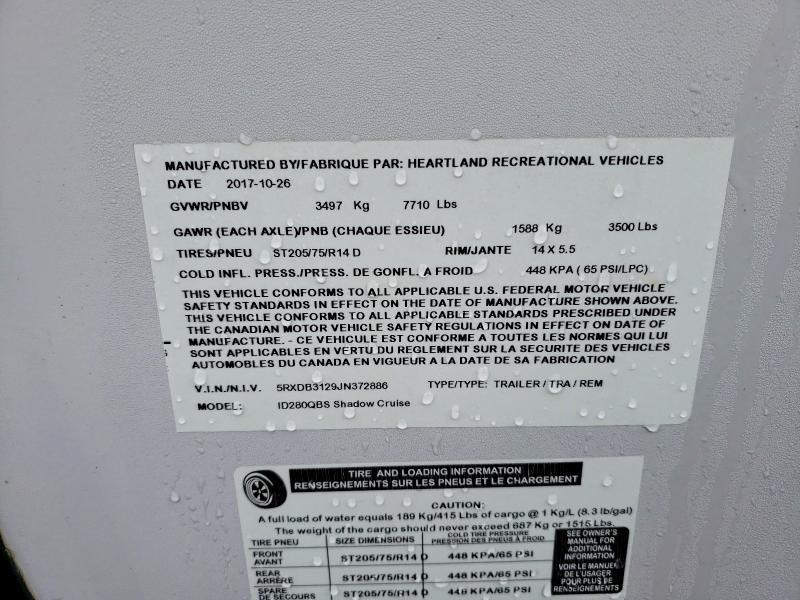 MANUFACTURED BY/FABRIQUE PAR: HEARTLAND RECREATIONAL VEHICLES
DATE 2017-10-26
GVWR/PNBV 3497 Kg 7710 Lbs
GAWR (EACH AXLE)/PNB (CHAQUE ESSIEU) 1588 Kg 3500 Lbs
TIRES/PNEU ST205/75/R14 D RIM/JANTE 14 X 5.5
COLD INFL. PRESS./PRESS. DE GONFL. A FROID 448 KPA ( 65 PSI/LPC)
THIS VEHICLE CONFORMS TO ALL APPLICABLE U.S. FEDERAL MOTOR VEHICLE
SAFETY STANDARDS IN EFFECT ON THE DATE OF MANUFACTURE SHOWN ABOVE.
THIS VEHICLE CONFORMS TO ALL APPLICABLE STANDARDS PRESCRIBED UNDER
THE CANADIAN MOTOR VEHICLE SAFETY REGULATIONS IN EFFECT ON DATE OF
MANUFACTURE. - CE VEHICULE EST CONFORME A TOUTES LES NORMES QUI LUI
SONT APPLICABLES EN VERTU DU REGLEMENT SUR LA SECURITE DES VEHICLES
AUTOMOBILES DU CANADA EN VIGUEUR A LA DATE DE SA FABRICATION
V.I.N./N.I.V. 5RXDB3129JN372886 TYPE/TYPE: TRAILER / TRA / REM
MODEL: ID280QBS Shadow Cruise
TIRE AND LOADING INFORMATION
RENSEIGNEMENTS SUR LES PNEUS ET LE CHARGEMENT
CAUTION:
A full load of water equals 189 Kg/415 Lbs of cargo @ 1 Kg/L (8.3 lb/gal)
The weight of the cargo should never exceed 687 Kg or 1515 Lbs.
TIRE PNEU SIZE DIMENSIONS COLD TIRE PRESSURE
PRESSION DES PNEUS À FROID
FRONT
AVANT ST205/75/R14 D 448 KPA/65 PSI
REAR
ARRIÈRE ST205/75/R14 D 448 KPA/65 PSI
SPARE
DE SECOURS ST205/75/R14 D 448 KPA/65 PSI
SEE OWNER'S
MANUAL FOR
ADDITIONAL
INFORMATION
VOIR LE MANUEL
DE L'USAGER
POUR PLUS DE
RENSEIGNEMENTS